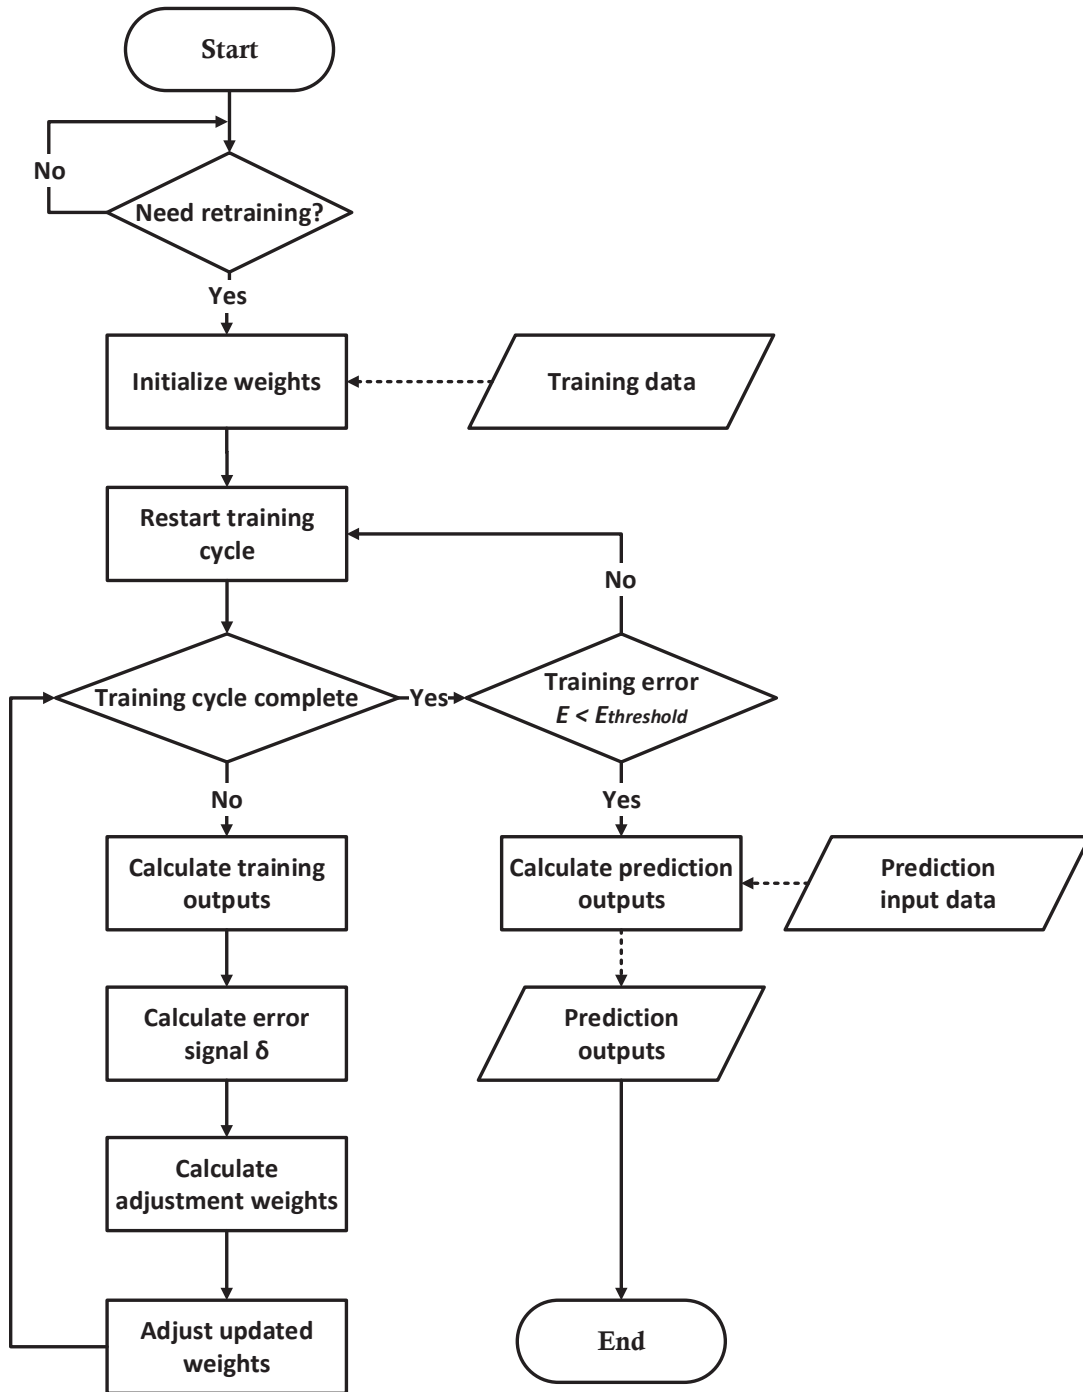 Start
No
Need retraining?
Yes
Initialize weights
Training data
Restart training
cycle
No
Training cycle complete
Yes
Training error
E < Ethreshold
No
Yes
Calculate training
outputs
Calculate prediction
outputs
Prediction
input data
Calculate error
signal δ
Prediction
outputs
Calculate
adjustment weights
Adjust updated
weights
End